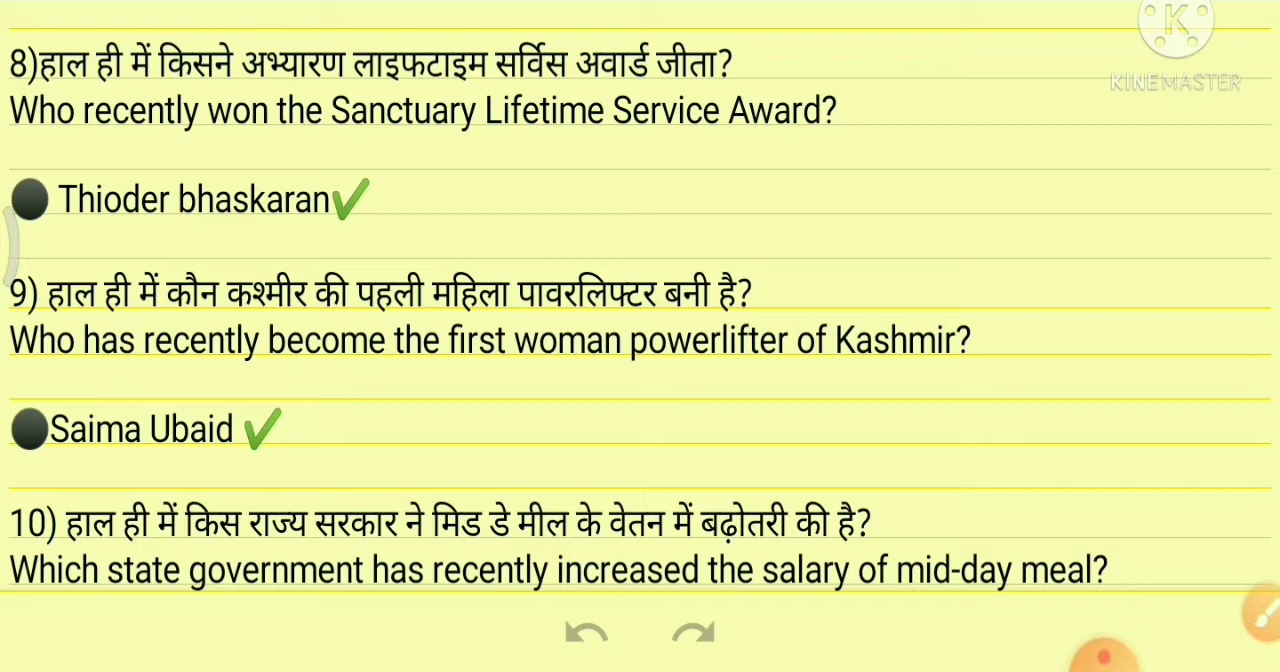 K
KINEMASTER
8)हाल ही में किसने अभ्यारण लाइफटाइम सर्विस अवार्ड जीता?
Who recently won the Sanctuary Lifetime Service Award?
Thioder bhaskaran
9) हाल ही में कौन कश्मीर की पहली महिला पावरलिफ्टर बनी है?
Who has recently become the first woman powerlifter of Kashmir?
Saima Ubaid
10) हाल ही में किस राज्य सरकार ने मिड डे मील के वेतन में बढ़ोतरी की है?
Which state government has recently increased the salary of mid-day meal?